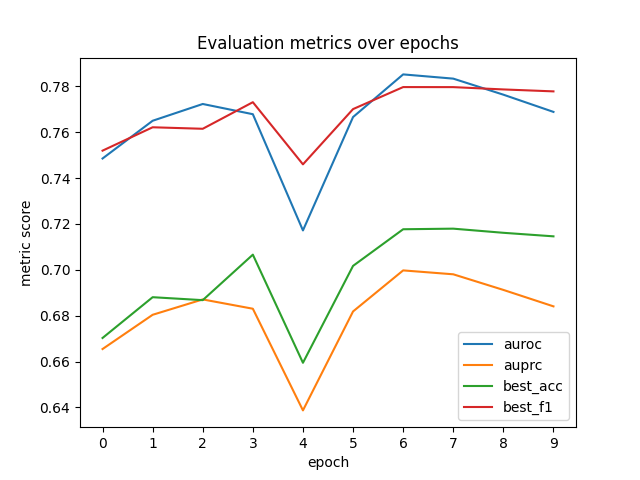 Evaluation metrics over epochs
metric score
0.78
0.76
0.74
0.72
0.70
0.68
0.66
0.64
auroc
auprc
best_acc
best_f1
0 1 2 3 4 5 6 7 8 9
epoch